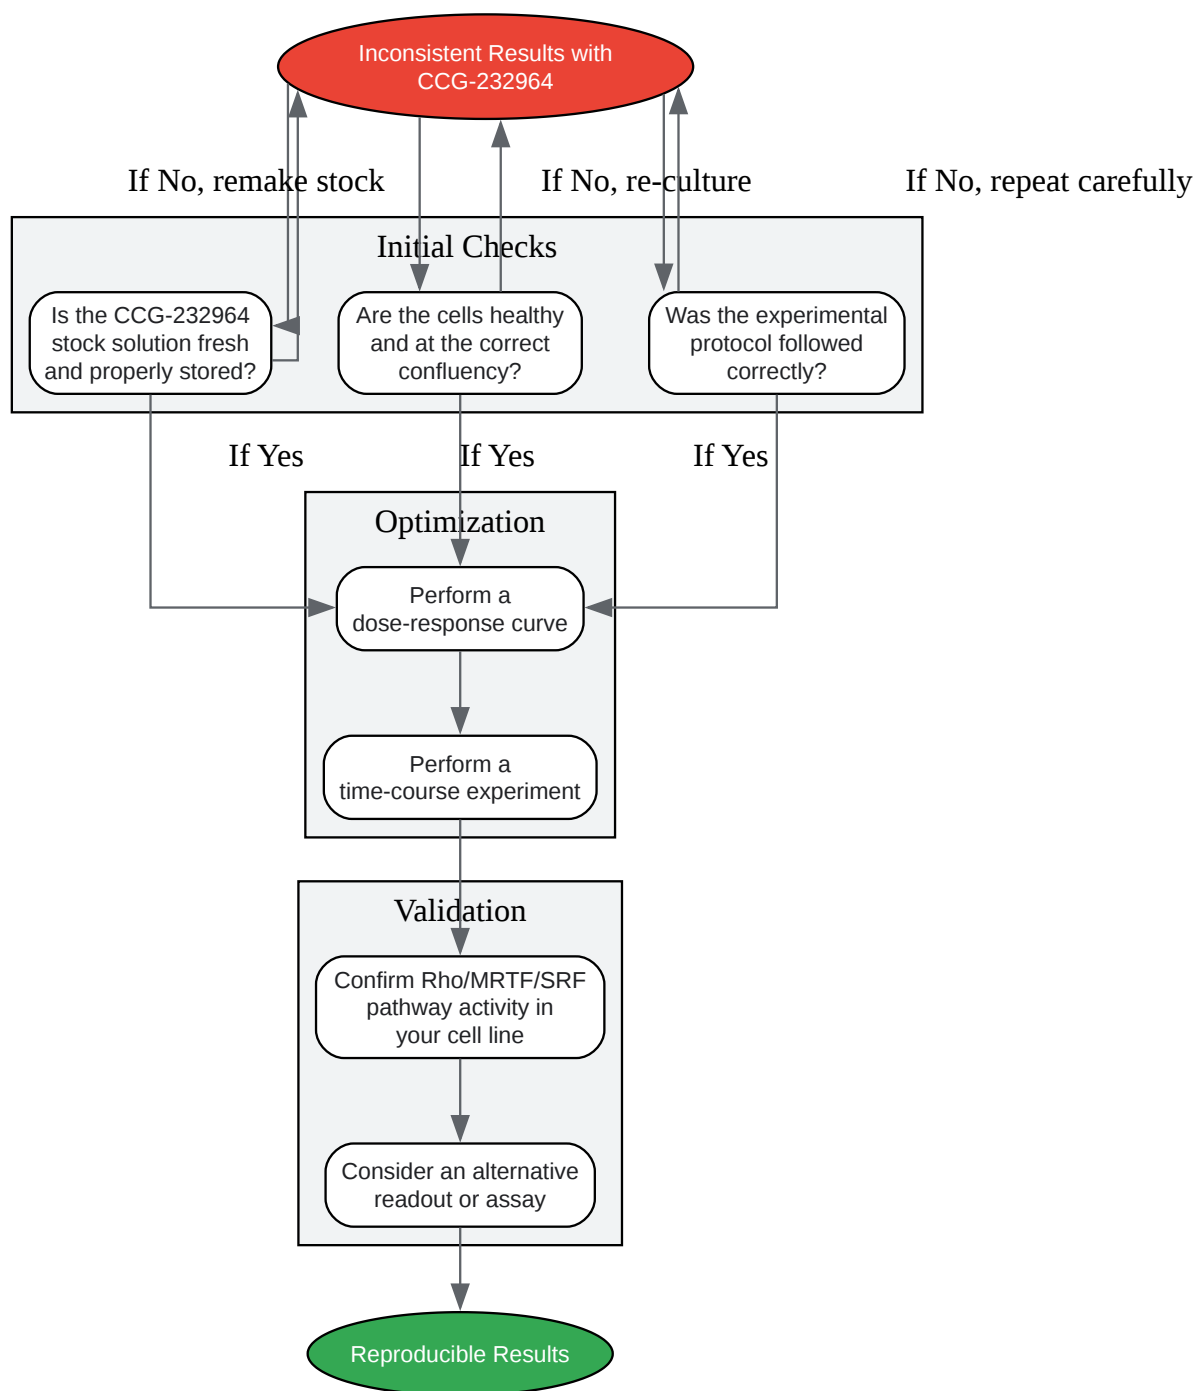 Inconsistent Results with
CCG-232964
If No, remake stock
If No, re-culture
If No, repeat carefully
Initial Checks
Is the CCG-232964
stock solution fresh
and properly stored?
Are the cells healthy
and at the correct
confluency?
Was the experimental
protocol followed
correctly?
If Yes
If Yes
If Yes
Optimization
Perform a
dose-response curve
Perform a
time-course experiment
Validation
Confirm Rho/MRTF/SRF
pathway activity in
your cell line
Consider an alternative
readout or assay
Reproducible Results